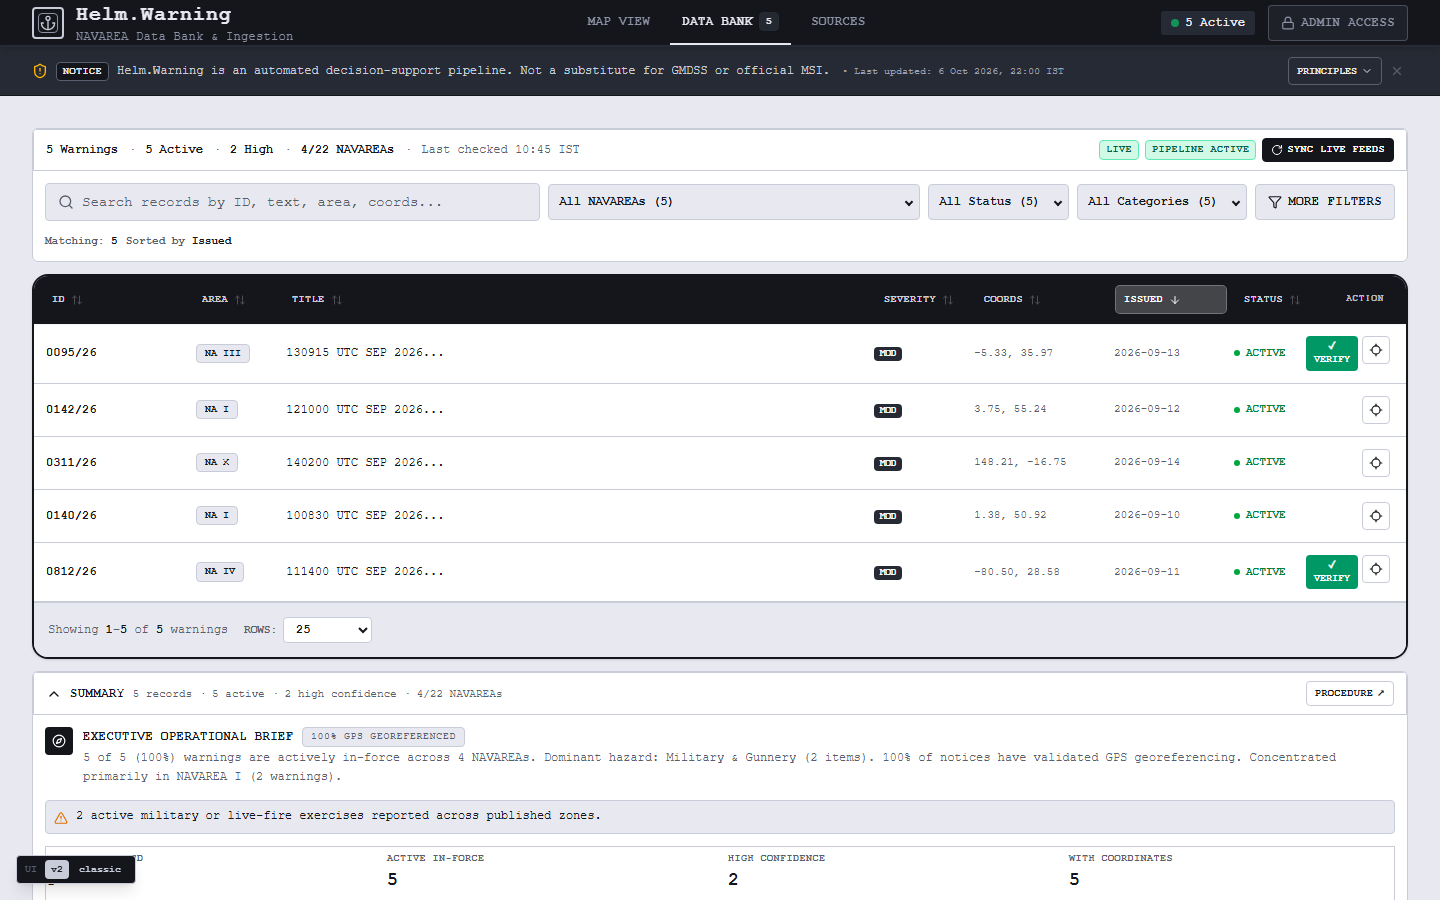 Helm.Warning
NAVAREA Data Bank & Ingestion
MAP VIEW
DATA BANK 5
SOURCES
5 Active
ADMIN ACCESS
NOTICE Helm.Warning is an automated decision-support pipeline. Not a substitute for GMDSS or official MSI. • Last updated: 6 Oct 2026, 22:00 IST
PRINCIPLES
5 Warnings · 5 Active · 2 High · 4/22 NAVAREAs · Last checked 10:45 IST
LIVE
PIPELINE ACTIVE
SYNC LIVE FEEDS
Search records by ID, text, area, coords...
All NAVAREAs (5)
All Status (5)
All Categories (5)
MORE FILTERS
Matching: 5 Sorted by Issued
ID AREA TITLE SEVERITY COORDS ISSUED STATUS ACTION
0095/26 NA III 130915 UTC SEP 2026... MOD -5.33, 35.97 2026-09-13 ACTIVE ✓ VERIFY
0142/26 NA I 121000 UTC SEP 2026... MOD 3.75, 55.24 2026-09-12 ACTIVE
0311/26 NA X 140200 UTC SEP 2026... MOD 148.21, -16.75 2026-09-14 ACTIVE
0140/26 NA I 100830 UTC SEP 2026... MOD 1.38, 50.92 2026-09-10 ACTIVE
0812/26 NA IV 111400 UTC SEP 2026... MOD -80.50, 28.58 2026-09-11 ACTIVE ✓ VERIFY
Showing 1–5 of 5 warnings ROWS: 25
SUMMARY 5 records · 5 active · 2 high confidence · 4/22 NAVAREAs
PROCEDURE ↗
EXECUTIVE OPERATIONAL BRIEF 100% GPS GEOREFERENCED
5 of 5 (100%) warnings are actively in-force across 4 NAVAREAs. Dominant hazard: Military & Gunnery (2 items). 100% of notices have validated GPS georeferencing. Concentrated
primarily in NAVAREA I (2 warnings).
2 active military or live-fire exercises reported across published zones.
ACTIVE IN-FORCE
HIGH CONFIDENCE
WITH COORDINATES
5
2
5
UI v2 classic